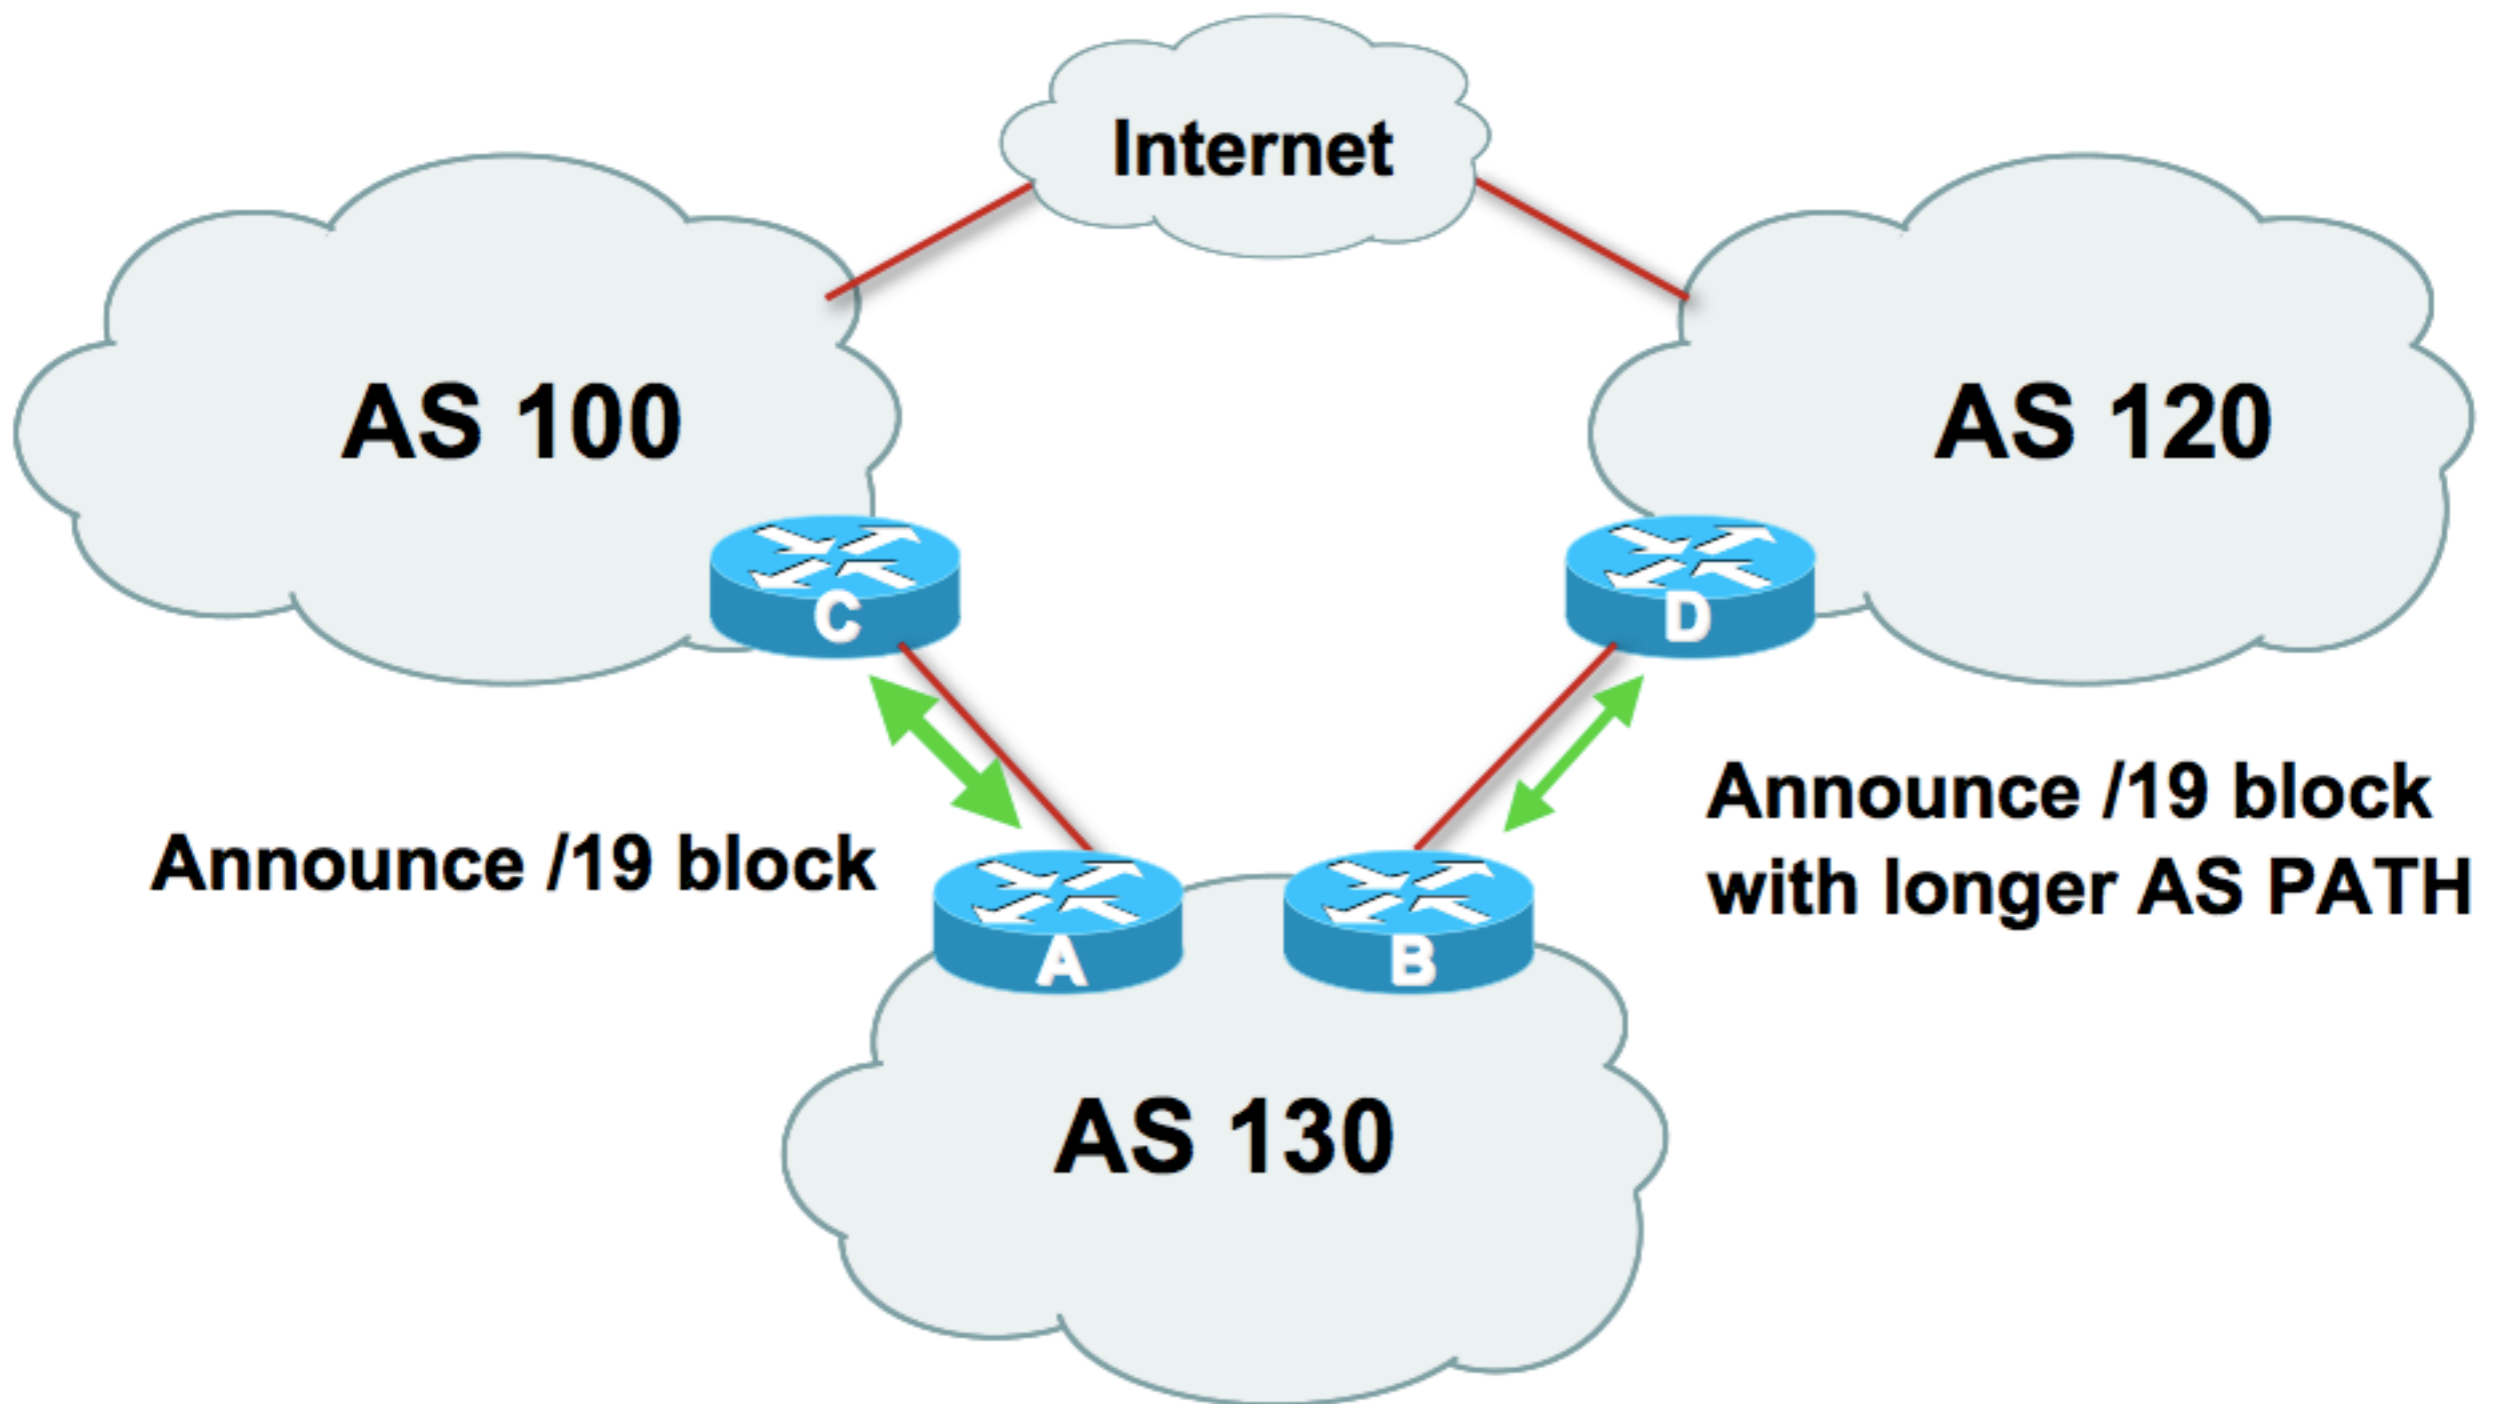 Internet
AS 100
AS 120
C
D
Announce /19 block
Announce /19 block
with longer AS PATH
A
B
AS 130